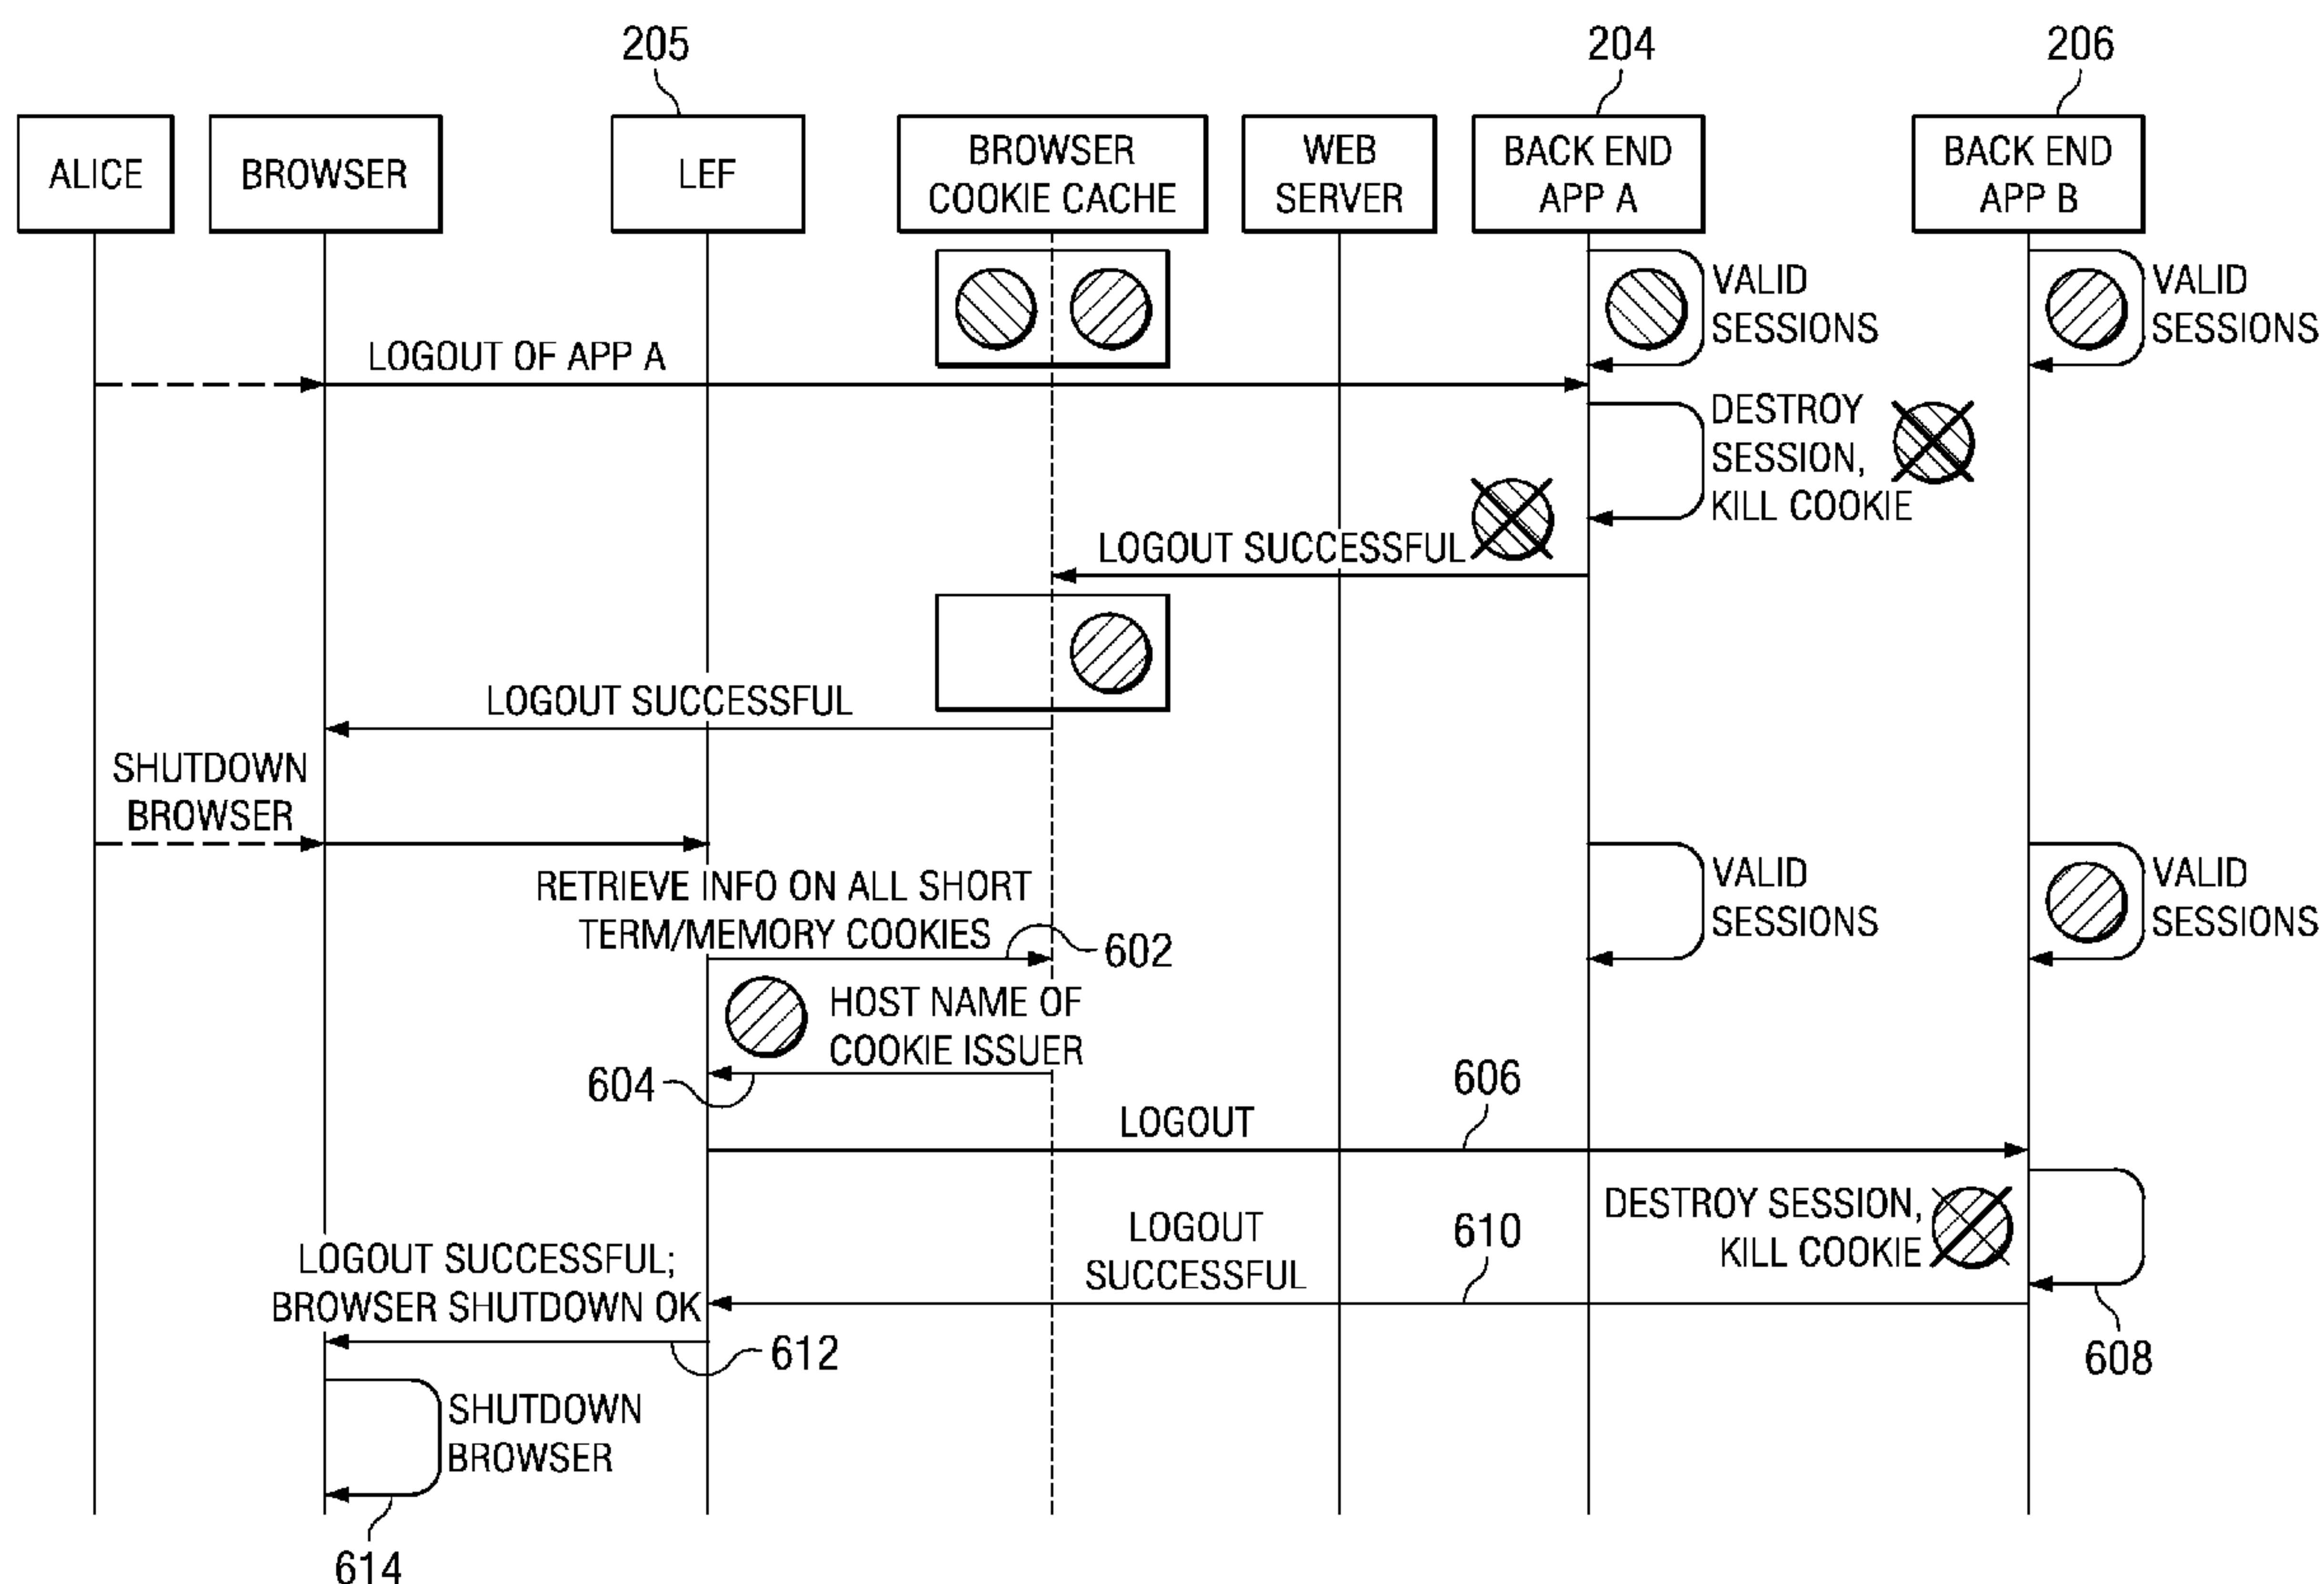 205
204
206
ALICE
BROWSER
LEF
BROWSER
COOKIE CACHE
WEB
SERVER
BACK END
APP A
BACK END
APP B
VALID
SESSIONS
VALID
SESSIONS
LOGOUT OF APP A
DESTROY
SESSION,
KILL COOKIE
LOGOUT SUCCESSFUL
LOGOUT SUCCESSFUL
SHUTDOWN
BROWSER
RETRIEVE INFO ON ALL SHORT
TERM/MEMORY COOKIES
602
VALID
SESSIONS
VALID
SESSIONS
HOST NAME OF
COOKIE ISSUER
604
606
LOGOUT
DESTROY SESSION,
KILL COOKIE
608
LOGOUT
SUCCESSFUL
610
LOGOUT SUCCESSFUL;
BROWSER SHUTDOWN OK
612
SHUTDOWN
BROWSER
614